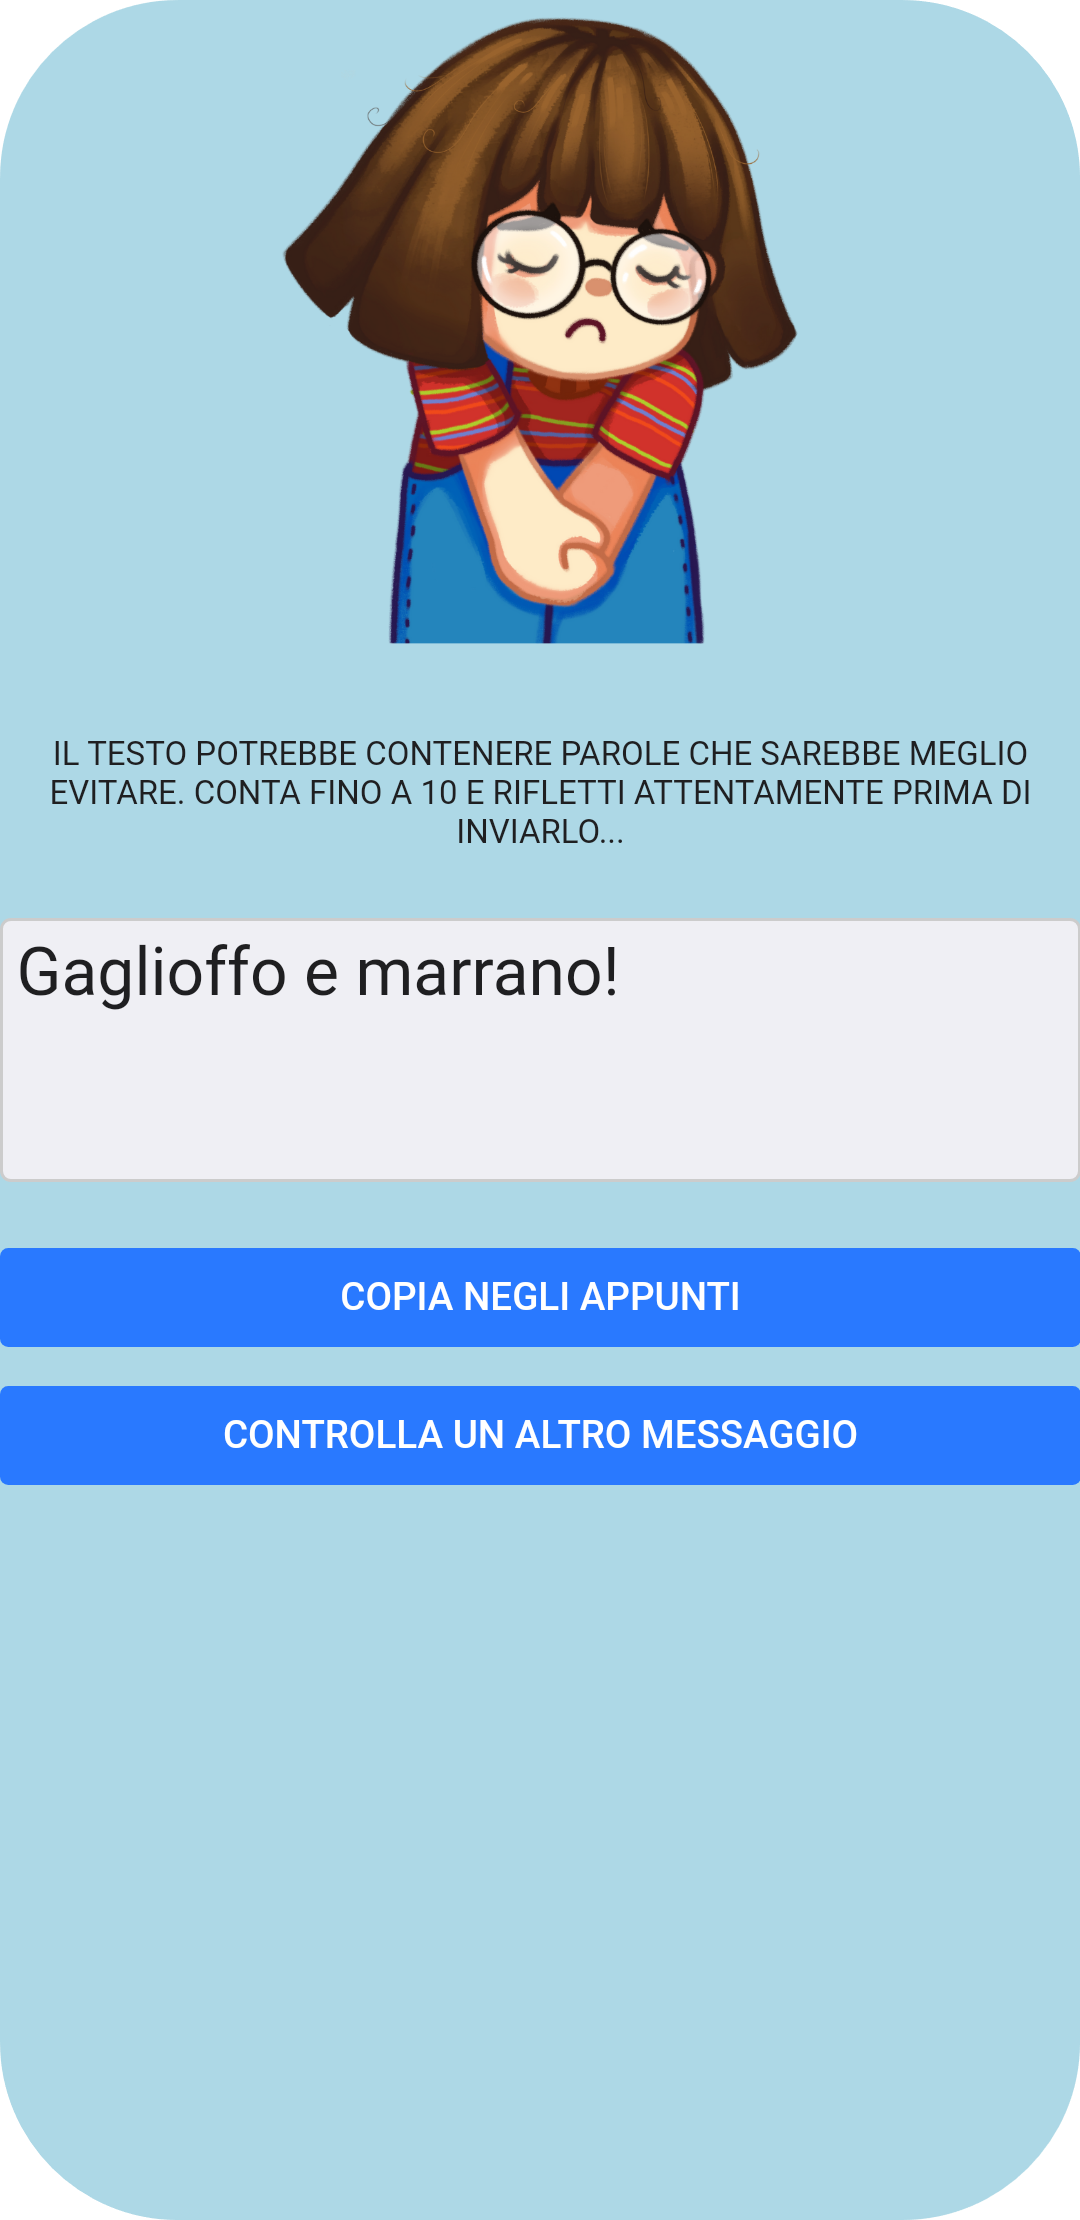 IL TESTO POTREBBE CONTENERE PAROLE CHE SAREBBE MEGLIO
EVITARE. CONTA FINO A 10 E RIFLETTI ATTENTAMENTE PRIMA DI
INVIARLO...
Gaglioffo e marrano!
COPIA NEGLI APPUNTI
CONTROLLA UN ALTRO MESSAGGIO